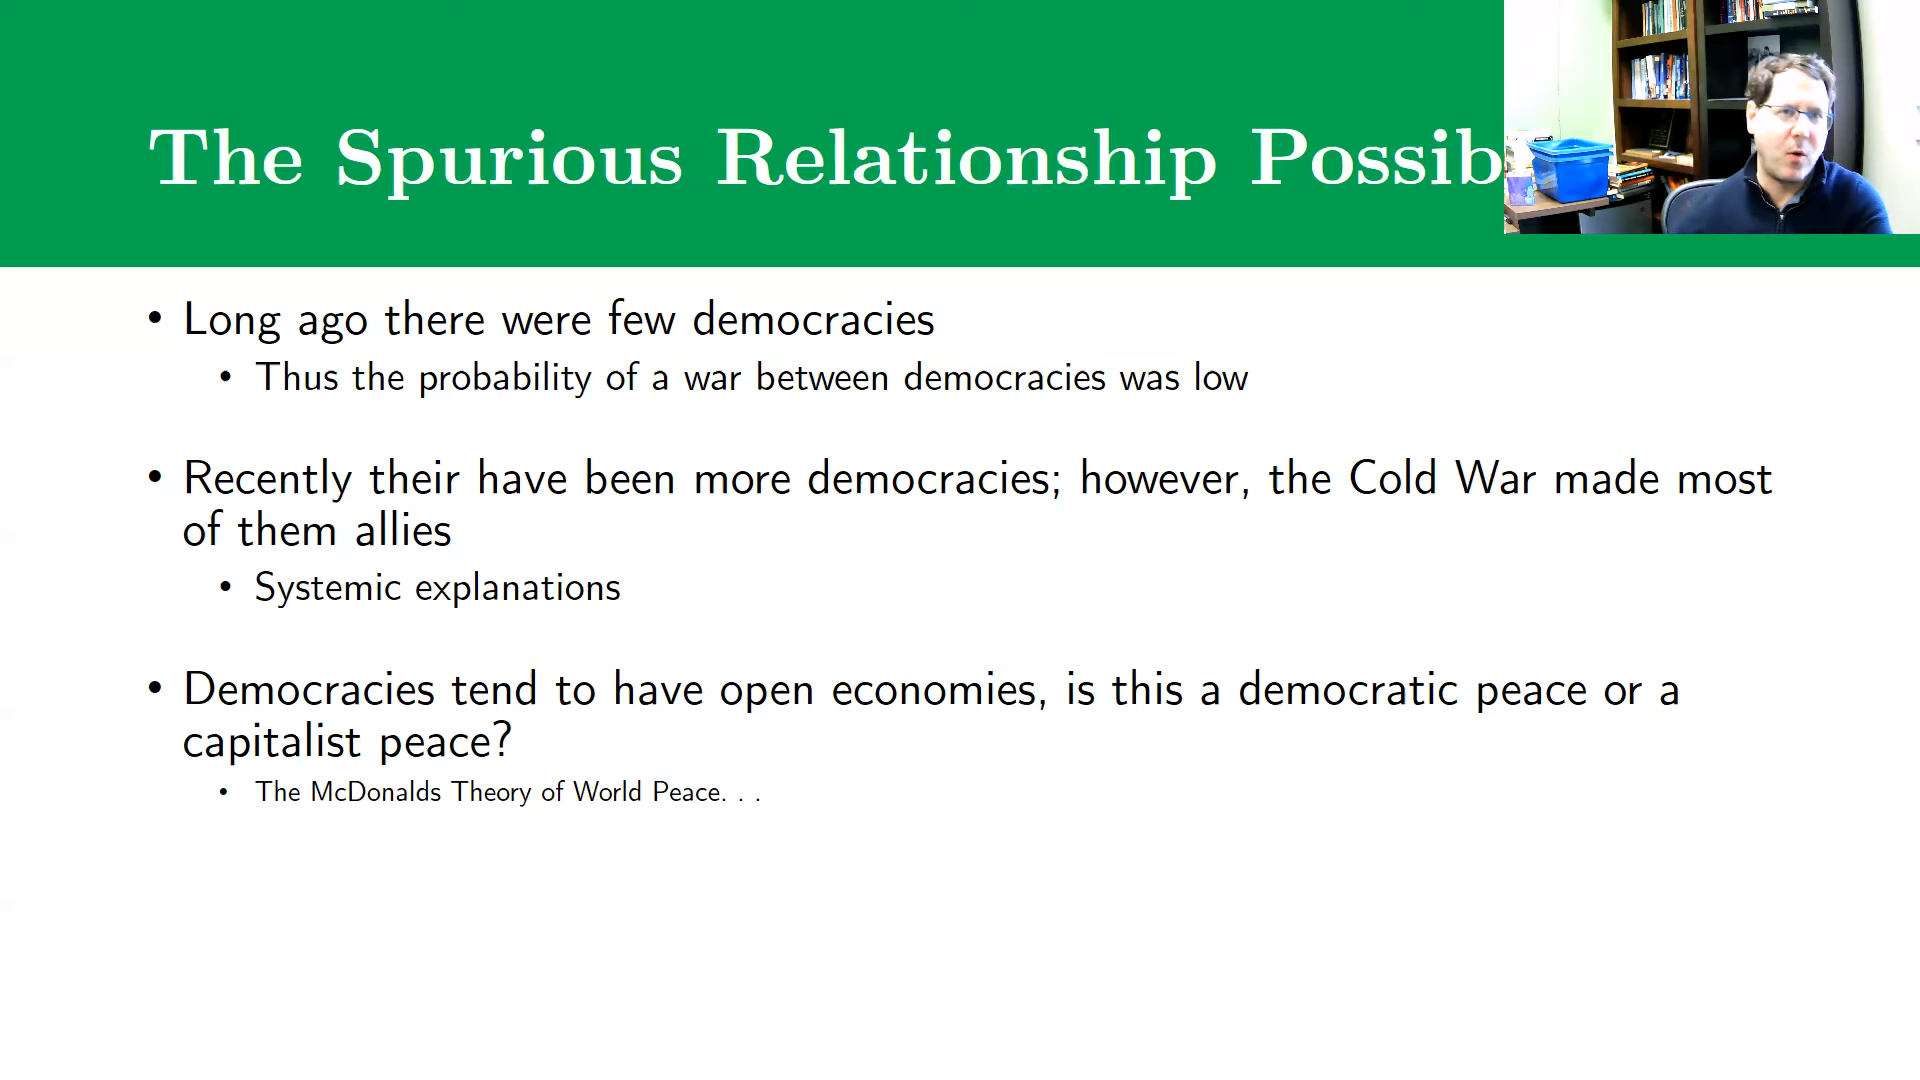 The Spurious Relationship Possib
• Long ago there were few democracies
• Thus the probability of a war between democracies was low
• Recently their have been more democracies; however, the Cold War made most
of them allies
• Systemic explanations
• Democracies tend to have open economies, is this a democratic peace or a
capitalist peace?
• The McDonalds Theory of World Peace. . .